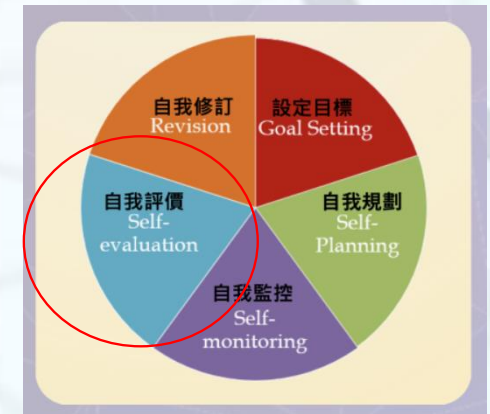 自我修訂
Revision
設定目標
Goal Setting
自我評價
Self-
evaluation
自我規劃
Self-
Planning
自我監控
Self-
monitoring